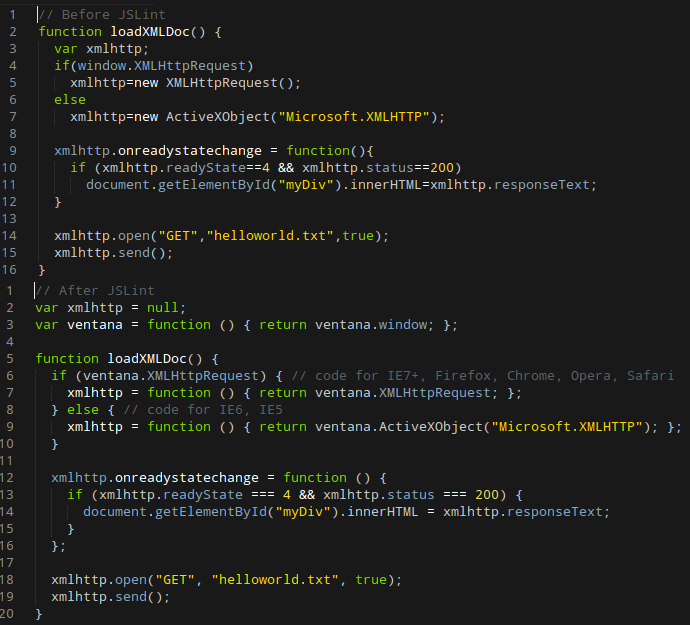 1 // Before JSLint
2 function loadXMLDoc() {
3   var xmlhttp;
4   if(window.XMLHttpRequest)
5     xmlhttp=new XMLHttpRequest();
6   else
7     xmlhttp=new ActiveXObject("Microsoft.XMLHTTP");
8
9   xmlhttp.onreadystatechange = function(){
10     if (xmlhttp.readyState==4 && xmlhttp.status==200)
11       document.getElementById("myDiv").innerHTML=xmlhttp.responseText;
12   }
13
14   xmlhttp.open("GET","helloworld.txt",true);
15   xmlhttp.send();
16 }
1 // After JSLint
2 var xmlhttp = null;
3 var ventana = function () { return ventana.window; };
4
5 function loadXMLDoc() {
6   if (ventana.XMLHttpRequest) { // code for IE7+, Firefox, Chrome, Opera, Safari
7     xmlhttp = function () { return ventana.XMLHttpRequest; };
8   } else { // code for IE6, IE5
9     xmlhttp = function () { return ventana.ActiveXObject("Microsoft.XMLHTTP"); };
10   }
11
12   xmlhttp.onreadystatechange = function () {
13     if (xmlhttp.readyState === 4 && xmlhttp.status === 200) {
14       document.getElementById("myDiv").innerHTML = xmlhttp.responseText;
15     }
16   };
17
18   xmlhttp.open("GET", "helloworld.txt", true);
19   xmlhttp.send();
20 }